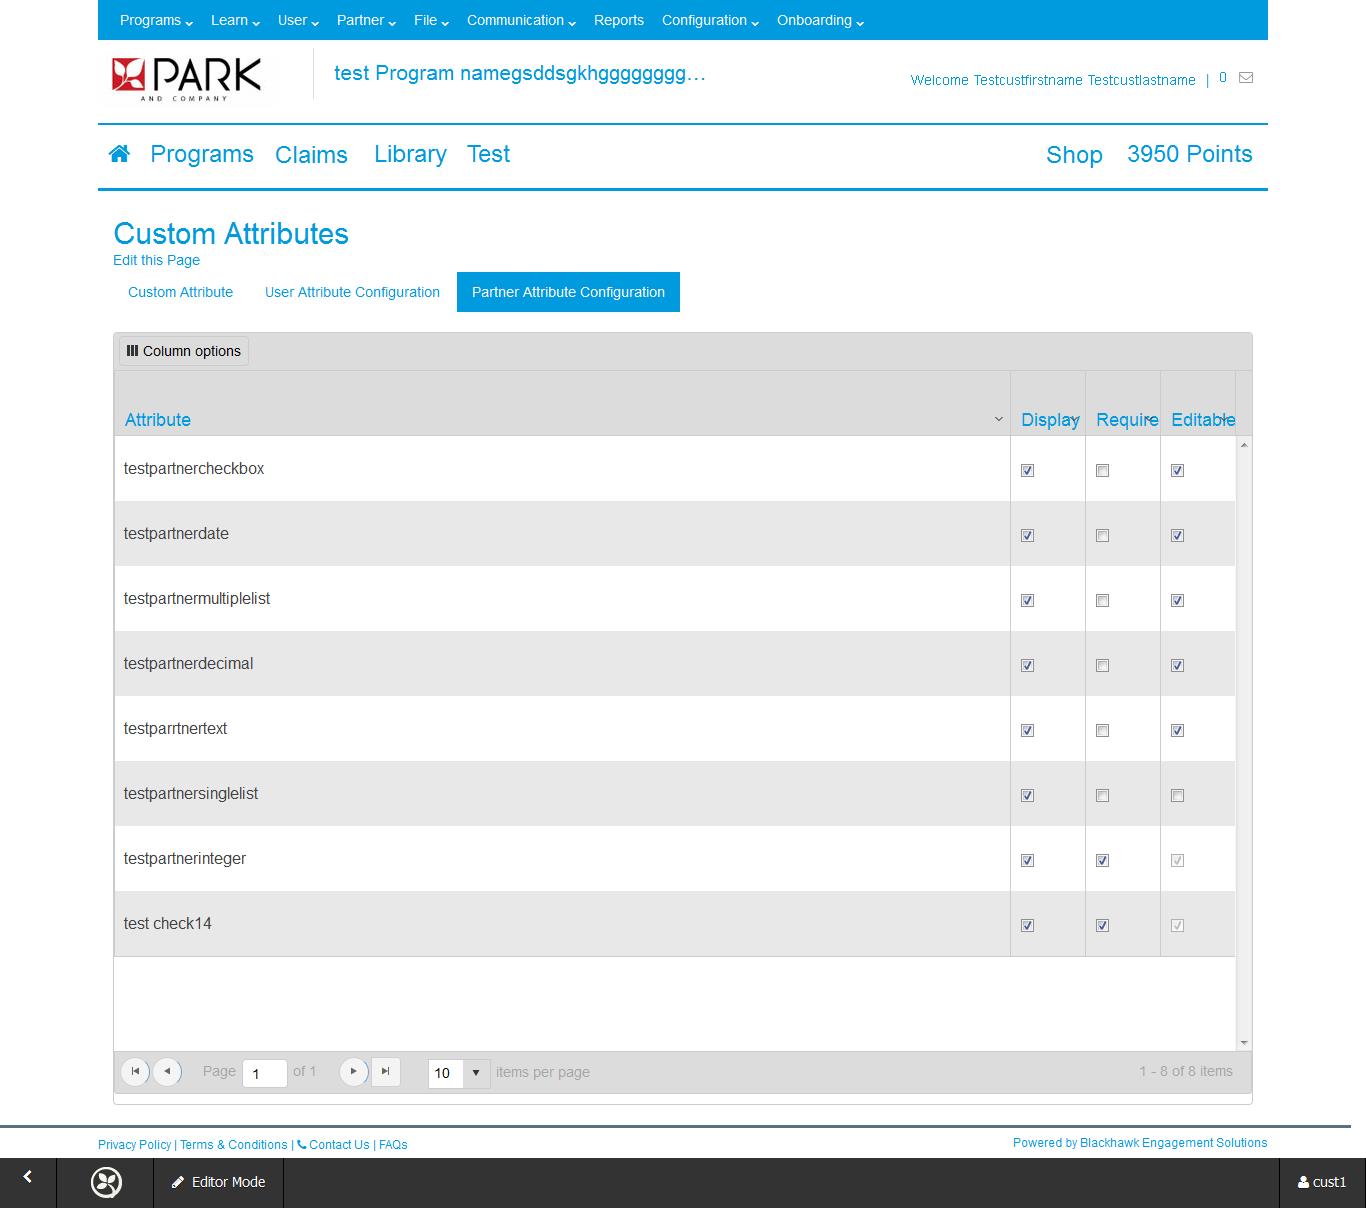 Programs Learn User Partner File Communication Reports Configuration Onboarding
PARK
AND COMPANY
test Program namegsddsgkhgggggggg...
Welcome Testcustfirstname Testcustlastname | 0
Programs Claims Library Test Shop 3950 Points
Custom Attributes
Edit this Page
Custom Attribute User Attribute Configuration Partner Attribute Configuration
Column options
Attribute Display Require Editable
testpartnercheckbox
testpartnerdate
testpartnermultiplelist
testpartnerdecimal
testparrtnertext
testpartnersinglelist
testpartnerinteger
test check14
Page 1 of 1 10 items per page 1 - 8 of 8 items
Privacy Policy | Terms & Conditions | Contact Us | FAQs Powered by Blackhawk Engagement Solutions
Editor Mode cust1